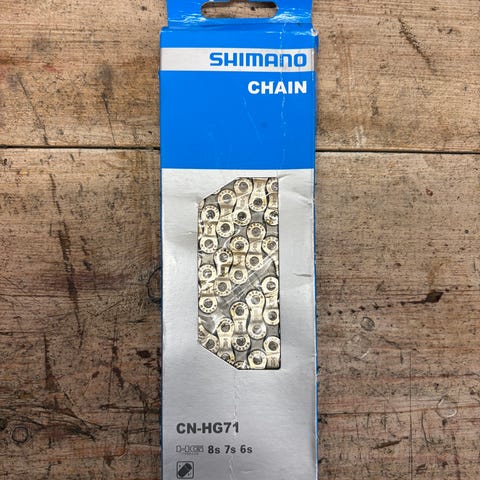 SHIMANO
CHAIN
CN-HG71
HG 8s 7s 6s